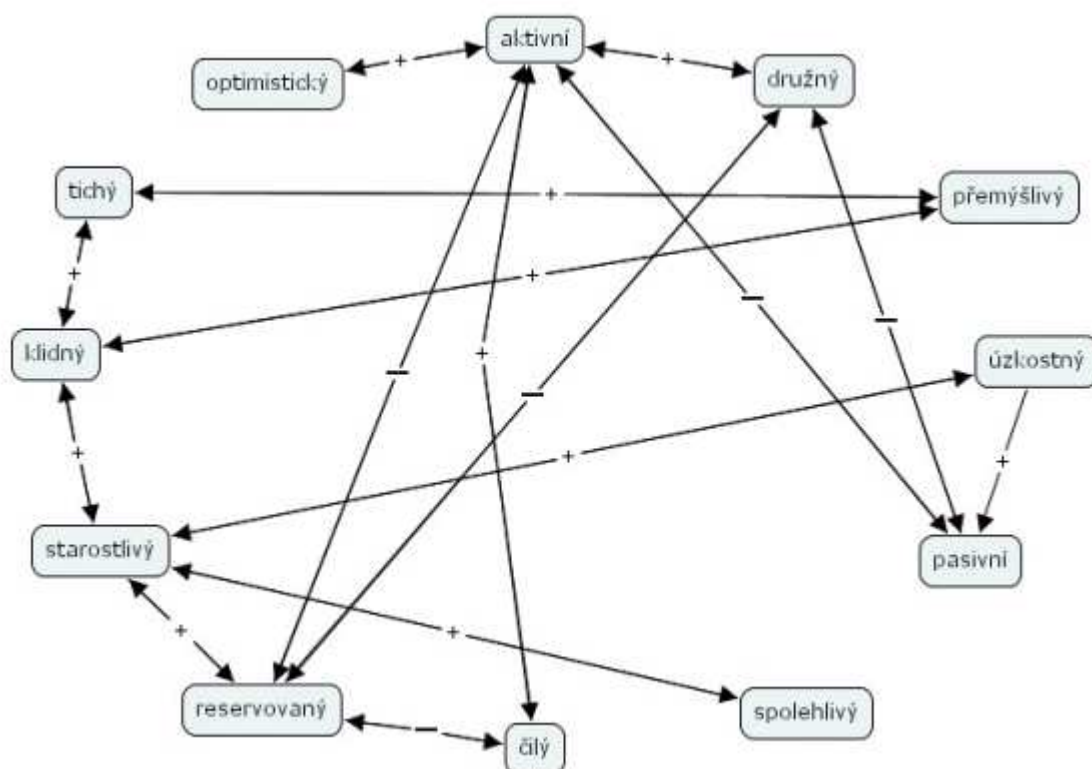 aktivní
optimistický
+
+
družný
tichý
+
přemýšlivý
+
+
—
—
klidný
—
+
úzkostný
—
+
+
+
starostlivý
pasivní
+
+
reservovaný
—
čilý
spolehlivý